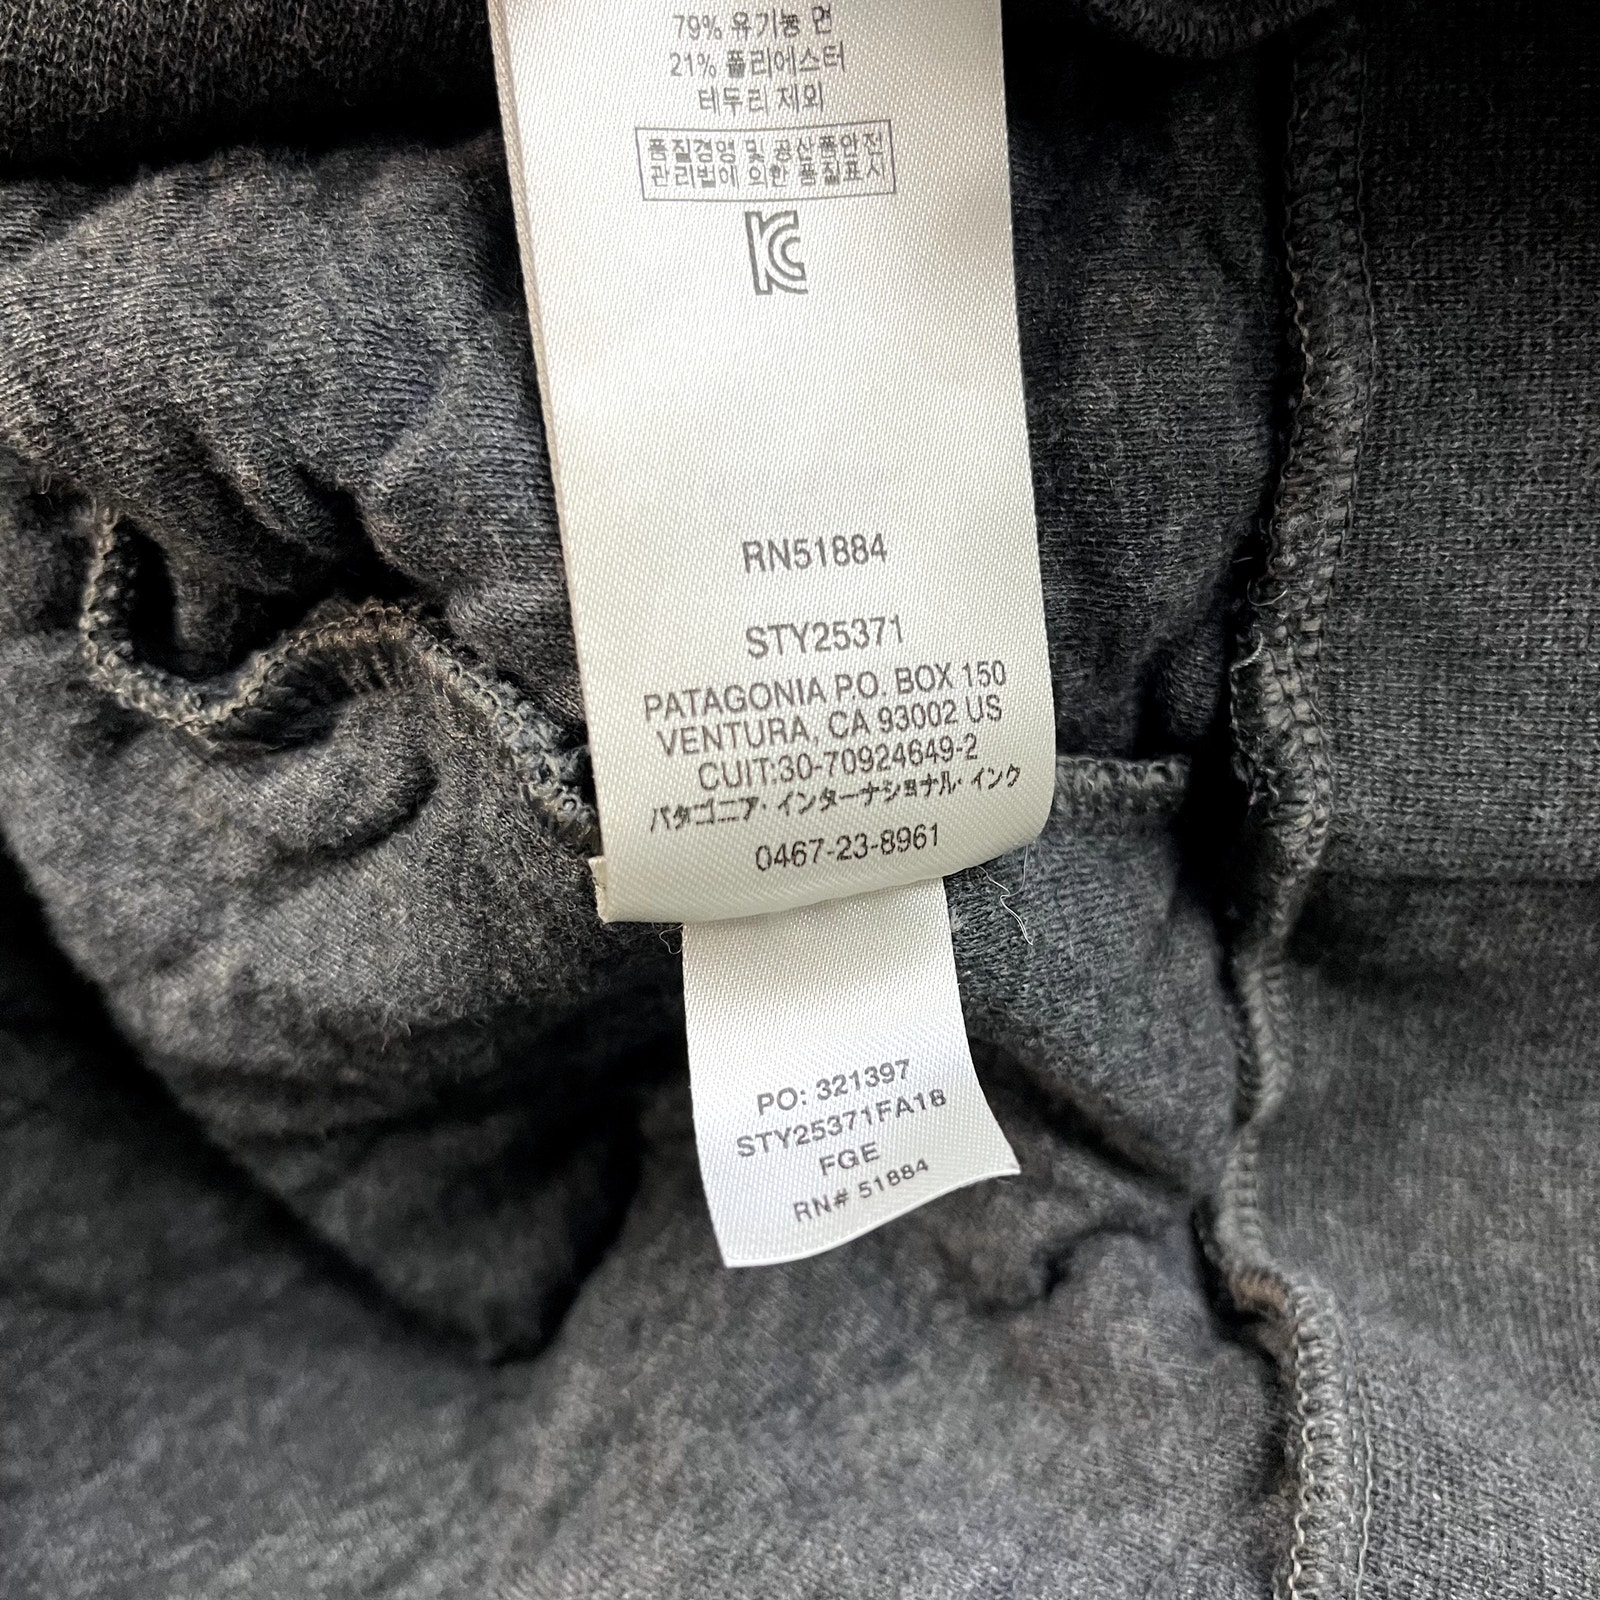 79% 유기농 면
21% 폴리에스터
테두리 제외
품질경영 및 공산품안전
관리법에 의한 품질표시
KC
RN51884
STY25371
PATAGONIA P.O. BOX 150
VENTURA, CA 93002 US
CUIT:30-70924649-2
パタゴニア・インターナショナル・インク
0467-23-8961
PO: 321397
STY25371FA18
FGE
RN# 51884